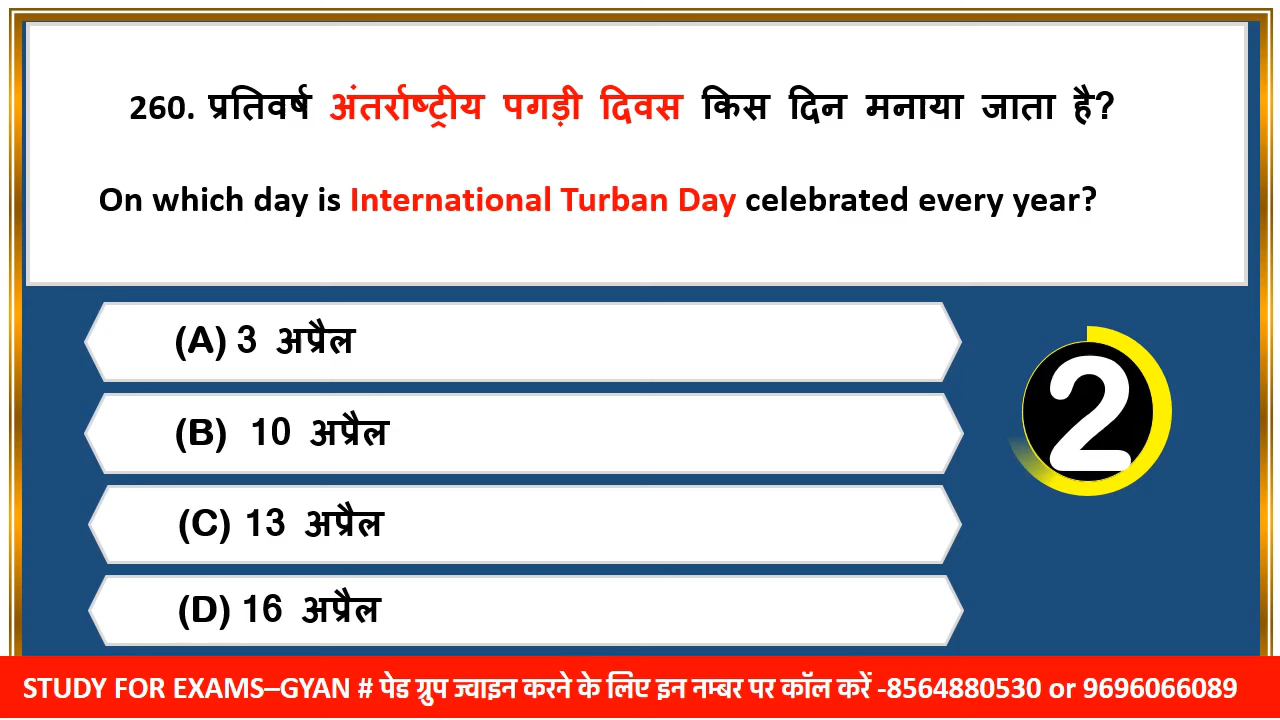 260. प्रतिवर्ष अंतर्राष्ट्रीय पगड़ी दिवस किस दिन मनाया जाता है?
On which day is International Turban Day celebrated every year?
(A) 3 अप्रैल
(B) 10 अप्रैल
2
(C) 13 अप्रैल
(D) 16 अप्रैल
STUDY FOR EXAMS–GYAN # पेड ग्रुप ज्वाइन करने के लिए इन नम्बर पर कॉल करें -8564880530 or 9696066089